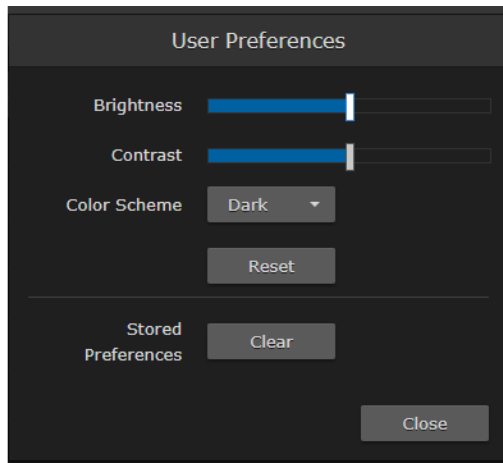 User Preferences
Brightness
Contrast
Color Scheme Dark
Reset
Stored
Preferences
Clear
Close